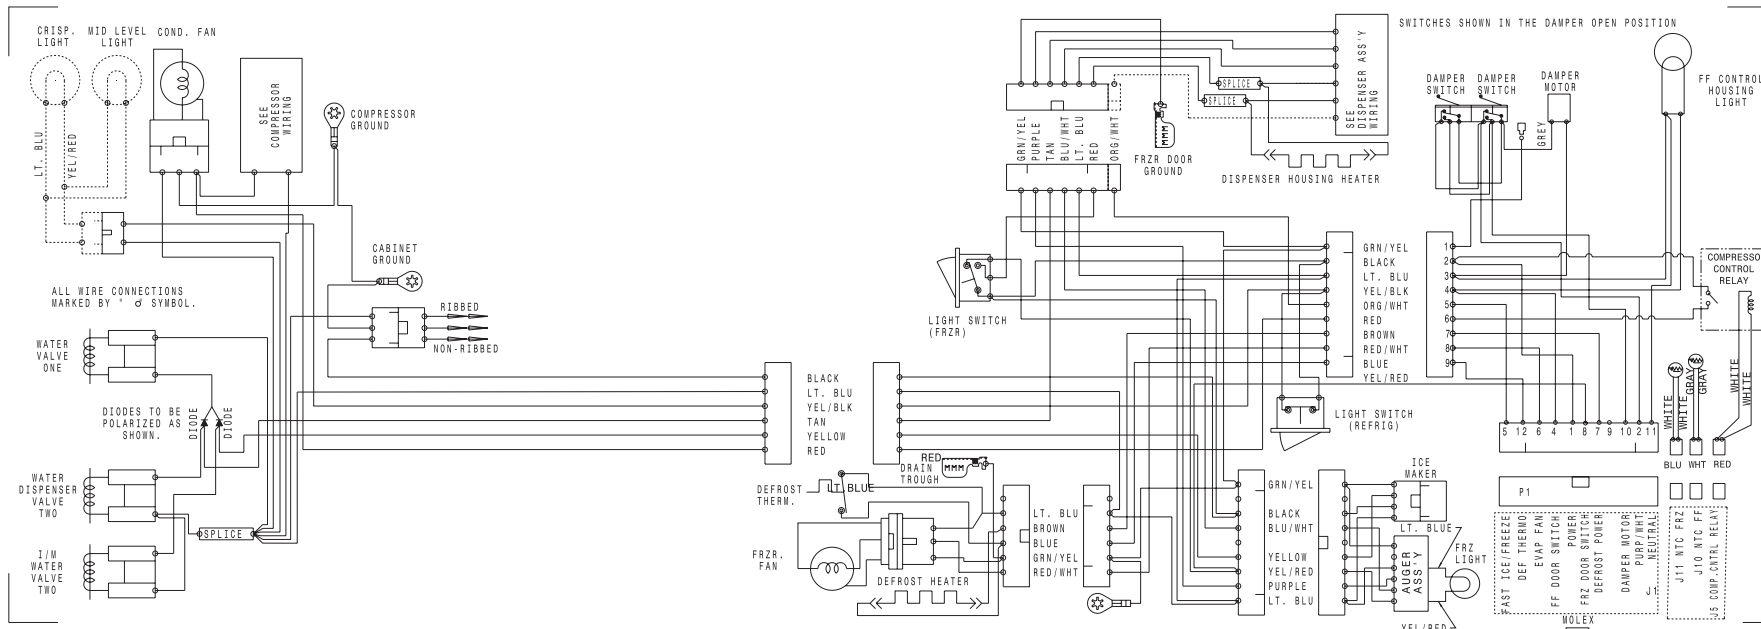 CRISP. LIGHT
MID LEVEL LIGHT
COND. FAN
SEE COMPRESSOR WIRING
COMPRESSOR GROUND
LT. BLU
YEL/RED
CABINET GROUND
ALL WIRE CONNECTIONS
MARKED BY " SYMBOL.
RIBBED
NON-RIBBED
WATER VALVE ONE
DIODES TO BE
POLARIZED AS
SHOWN.
DIODE
DIODE
WATER DISPENSER VALVE TWO
SPLICE
I/M WATER VALVE TWO
BLACK
LT. BLU
YEL/BLK
TAN
YELLOW
RED
SWITCHES SHOWN IN THE DAMPER OPEN POSITION
SEE DISPENSER ASS'Y WIRING
SPLICE
SPLICE
GRN/YEL
PURPLE
TAN
BLU/WHT
LT. BLU
RED
ORG/WHT
FRZR DOOR GROUND
DISPENSER HOUSING HEATER
DAMPER SWITCH
DAMPER SWITCH
DAMPER MOTOR
GREY
FF CONTROL HOUSING LIGHT
LIGHT SWITCH (FRZR)
GRN/YEL 1
BLACK 2
LT. BLU 3
YEL/BLK 4
ORG/WHT 5
RED 6
BROWN 7
RED/WHT 8
BLUE 9
YEL/RED
COMPRESSO
CONTROL
RELAY
LIGHT SWITCH (REFRIG)
WHITE
WHITE
GRAY
GRAY
WHITE
WHITE
5 12 6 4 1 8 7 9 10 2 11
BLU WHT RED
RED
DRAIN TROUGH
DEFROST THERM.
LT. BLUE
FRZR. FAN
DEFROST HEATER
LT. BLU
BROWN
BLUE
GRN/YEL
RED/WHT
GRN/YEL
BLACK
BLU/WHT
YELLOW
YEL/RED
PURPLE
LT. BLU
ICE MAKER
LT. BLUE
AUGER ASS'Y
FRZ LIGHT
YEL/RED
P1
FAST ICE/FREEZE
DEF THERMO
EVAP FAN
FF DOOR SWITCH
POWER
FRZ DOOR SWITCH
DEFROST POWER
DAMPER MOTOR
PURP/WHT
NEUTRAL
J1
J11 NTC FRZ
J10 NTC FF
J5 COMP.CNTRL RELAY
MOLEX